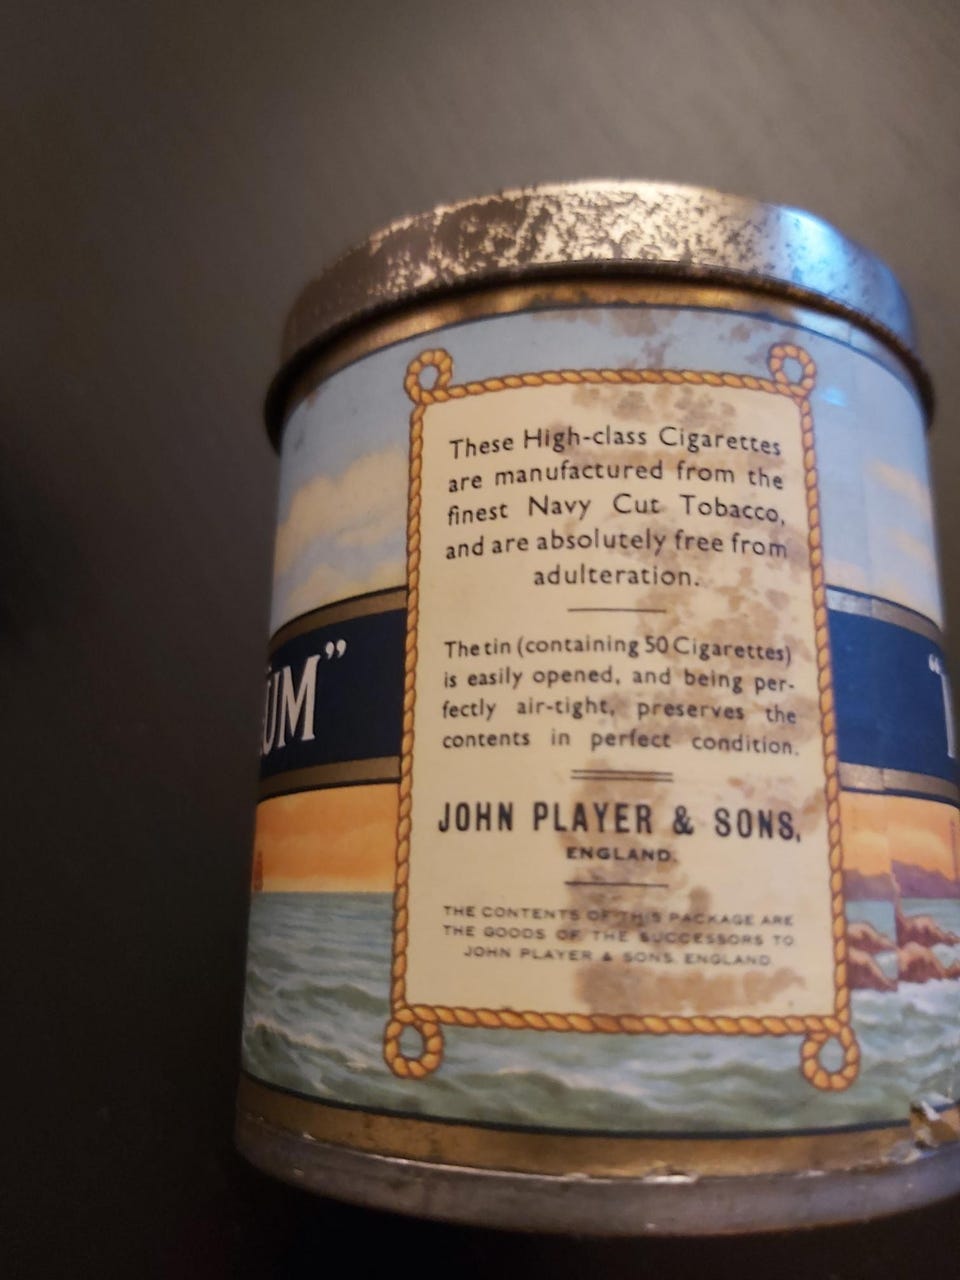 These High-class Cigarettes
are manufactured from the
finest Navy Cut Tobacco,
and are absolutely free from
adulteration.
The tin (containing 50 Cigarettes)
is easily opened, and being per-
fectly air-tight, preserves the
contents in perfect condition.
JOHN PLAYER & SONS,
ENGLAND.
THE CONTENTS OF THIS PACKAGE ARE
THE GOODS OF THE SUCCESSORS TO
JOHN PLAYER & SONS. ENGLAND.